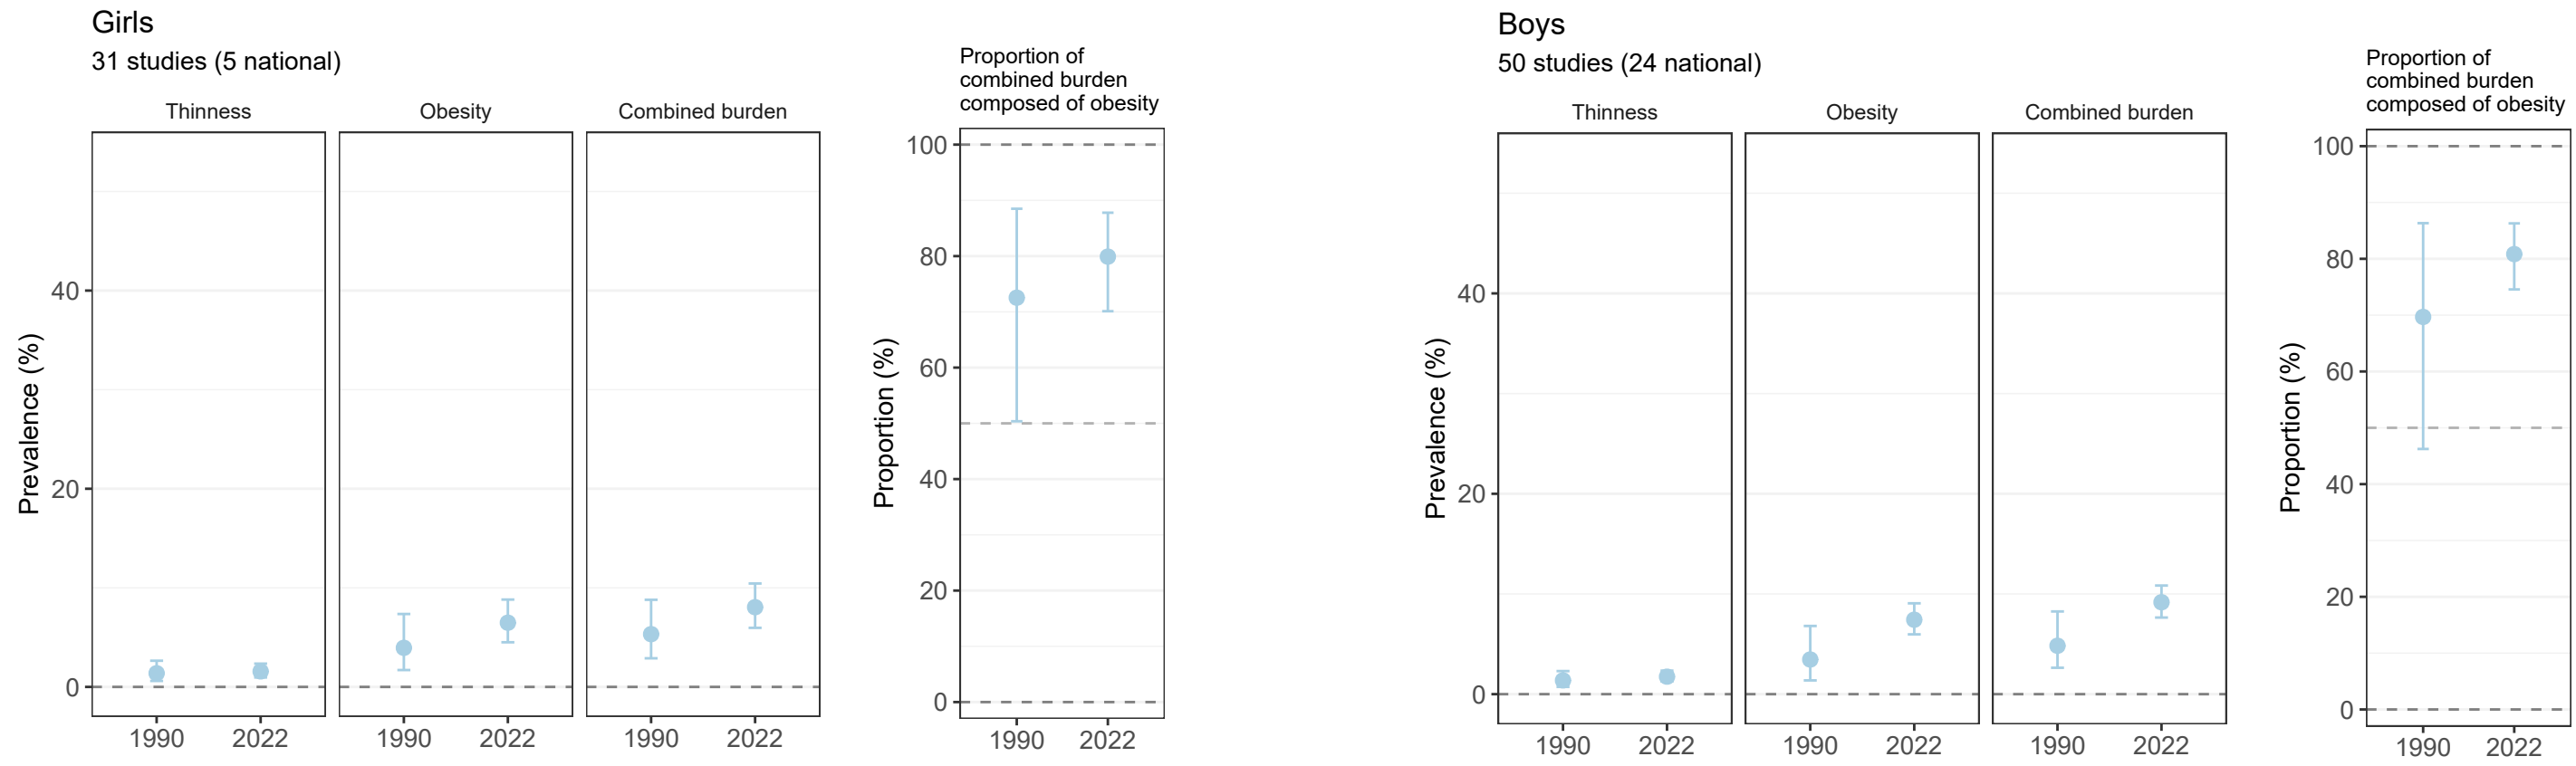 Girls
31 studies (5 national)
Thinness
Obesity
Combined burden
Prevalence (%)
40
20
0
1990
2022
1990
2022
1990
2022
Proportion of
combined burden
composed of obesity
Proportion (%)
100
80
60
40
20
0
1990
2022
Boys
50 studies (24 national)
Thinness
Obesity
Combined burden
Prevalence (%)
40
20
0
1990
2022
1990
2022
1990
2022
Proportion of
combined burden
composed of obesity
Proportion (%)
100
80
60
40
20
0
1990
2022